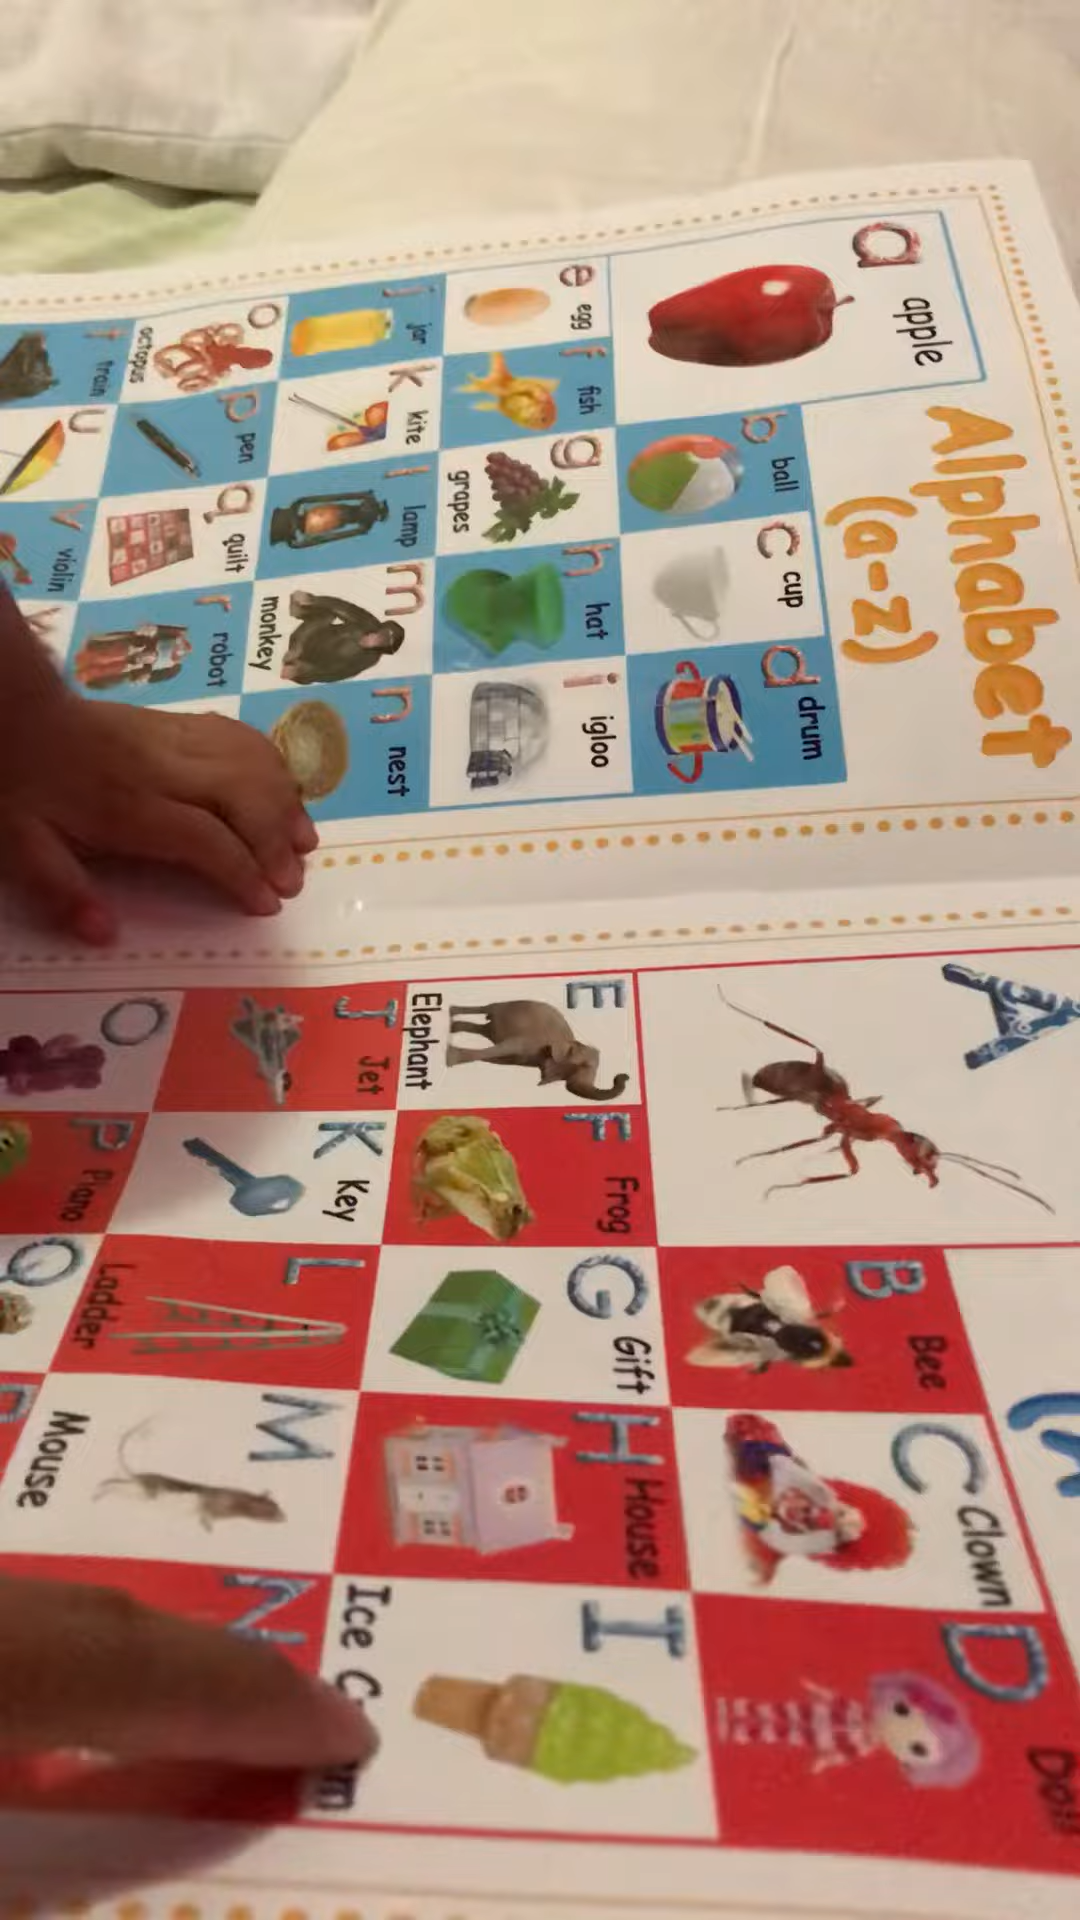 Alphabet
(a-z)
a apple
b ball
c cup
d drum
e egg
f fish
g grapes
h hat
i igloo
j jar
k kite
l lamp
m monkey
n nest
o octopus
p pen
q quilt
r robot
t train
u
v violin
A
B Bee
C Clown
D Doll
E Elephant
F Frog
G Gift
H House
I
J Jet
K Key
L Ladder
M Mouse
N
O
P Piano
Q
Ice